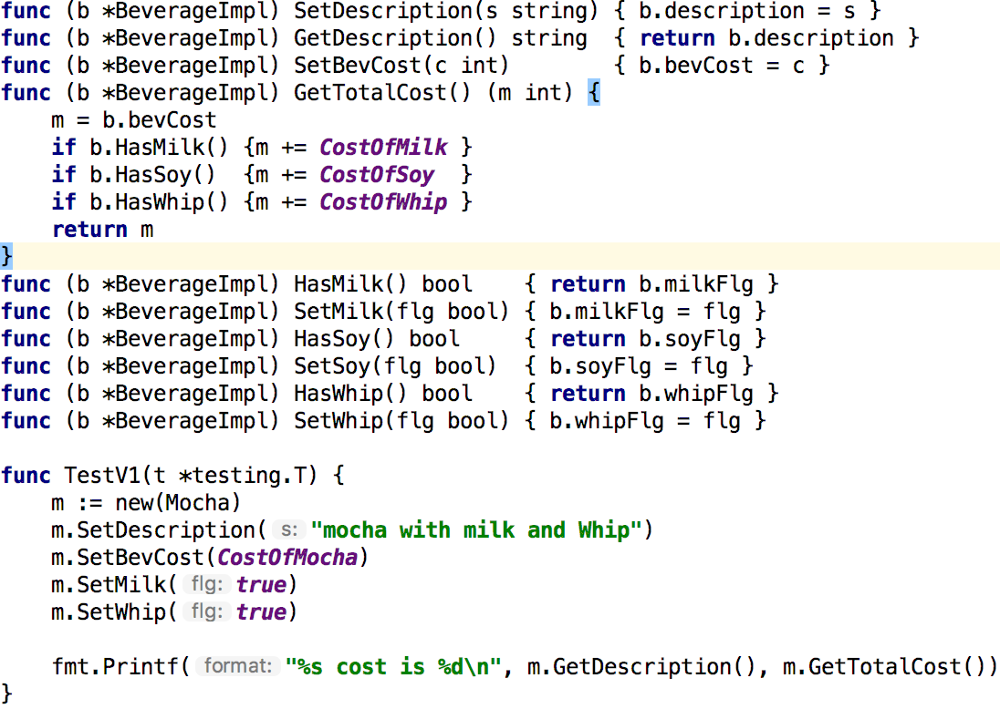 func (b *BeverageImpl) SetDescription(s string) { b.description = s }
func (b *BeverageImpl) GetDescription() string  { return b.description }
func (b *BeverageImpl) SetBevCost(c int)        { b.bevCost = c }
func (b *BeverageImpl) GetTotalCost() (m int) {
    m = b.bevCost
    if b.HasMilk() {m += CostOfMilk }
    if b.HasSoy()  {m += CostOfSoy  }
    if b.HasWhip() {m += CostOfWhip }
    return m
}
func (b *BeverageImpl) HasMilk() bool    { return b.milkFlg }
func (b *BeverageImpl) SetMilk(flg bool) { b.milkFlg = flg }
func (b *BeverageImpl) HasSoy() bool     { return b.soyFlg }
func (b *BeverageImpl) SetSoy(flg bool)  { b.soyFlg = flg }
func (b *BeverageImpl) HasWhip() bool    { return b.whipFlg }
func (b *BeverageImpl) SetWhip(flg bool) { b.whipFlg = flg }

func TestV1(t *testing.T) {
    m := new(Mocha)
    m.SetDescription( s: "mocha with milk and Whip")
    m.SetBevCost(CostOfMocha)
    m.SetMilk( flg: true)
    m.SetWhip( flg: true)

    fmt.Printf( format: "%s cost is %d\n", m.GetDescription(), m.GetTotalCost())
}